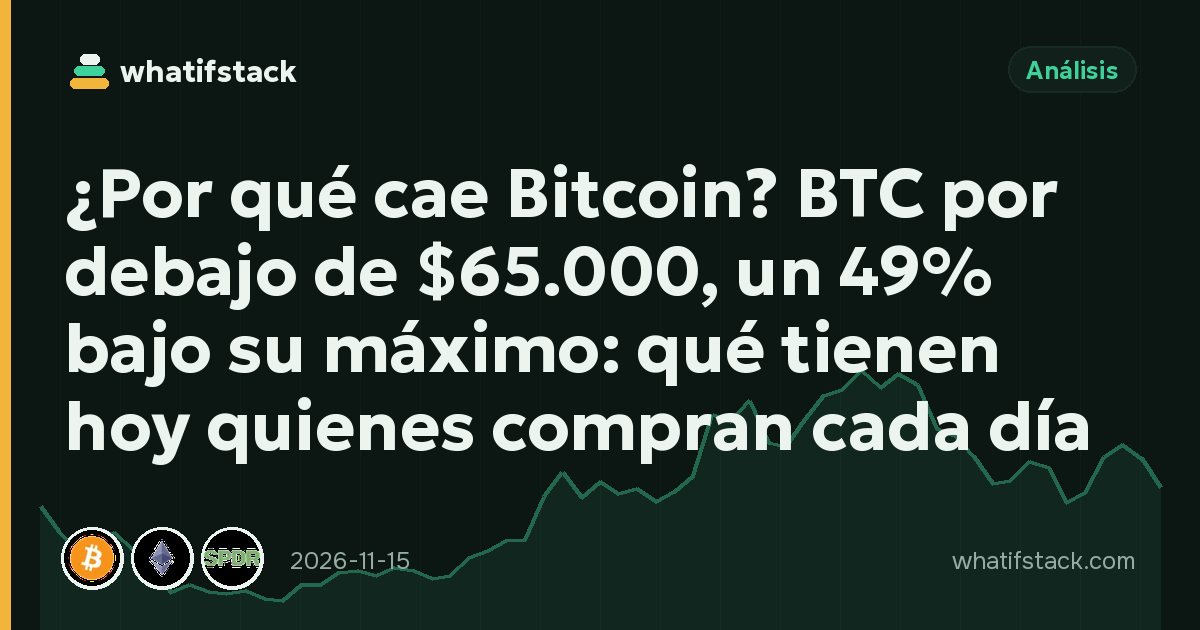 whatifstack
Análisis
¿Por qué cae Bitcoin? BTC por
debajo de $65.000, un 49%
bajo su máximo: qué tienen
hoy quienes compran cada día
SPDR
2026-11-15
whatifstack.com